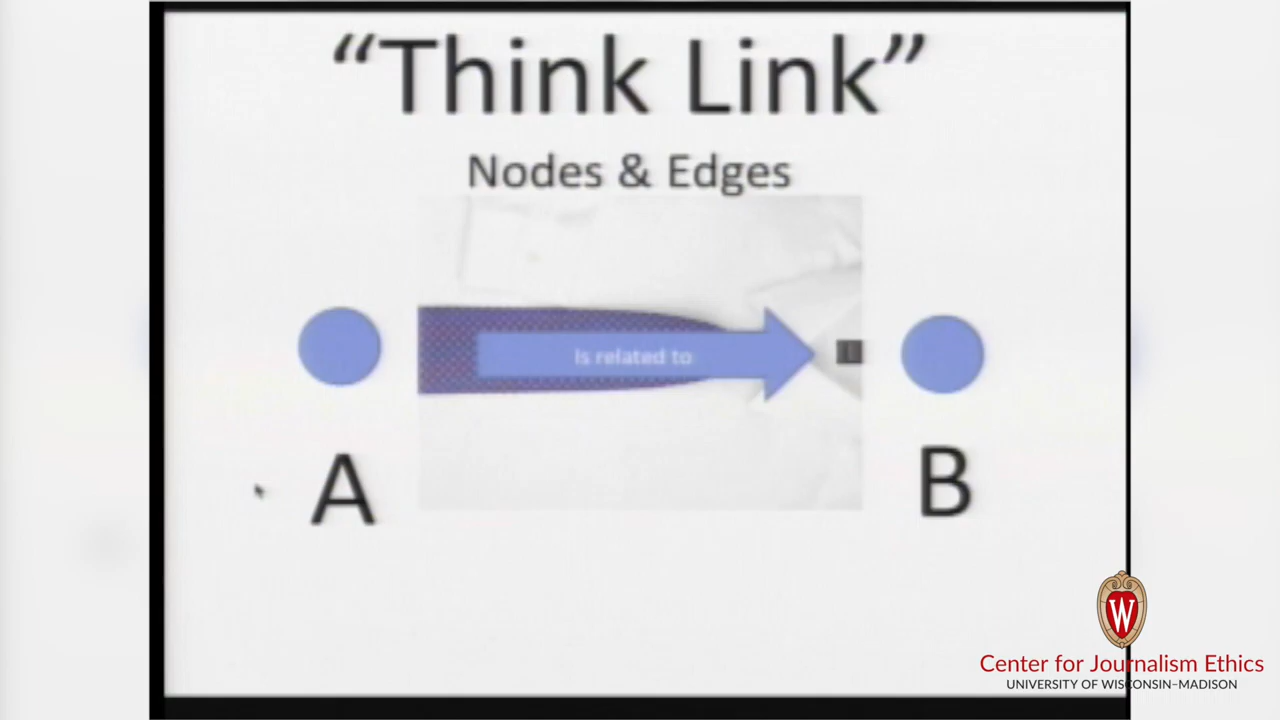 “Think Link”
Nodes & Edges
Is related to
A
B
W
Center for Journalism Ethics
UNIVERSITY OF WISCONSIN–MADISON